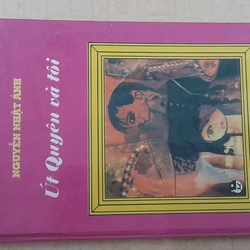 NGUYỄN NHẬT ÁNH
Út Quyên và tôi